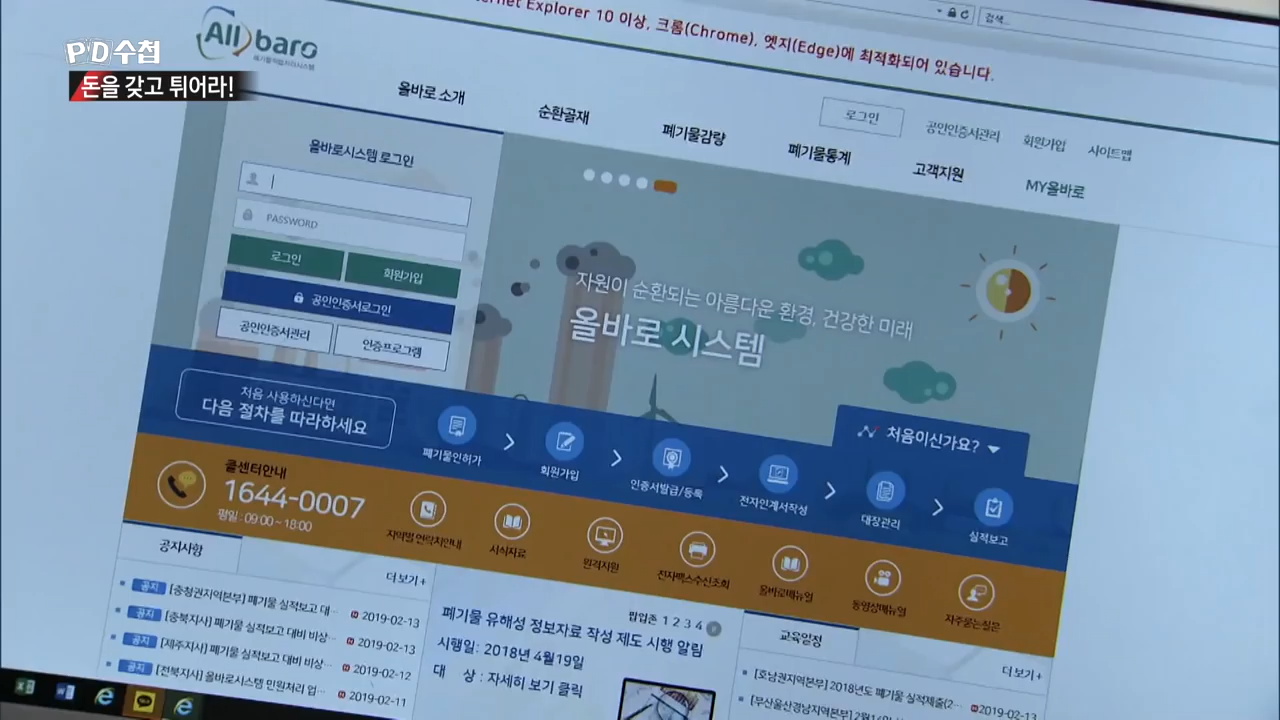 PD수첩
돈을 갖고 튀어라!
Explorer 10 이상, 크롬(Chrome), 엣지(Edge)에 최적화되어 있습니다.
검색...
Allbaro
올바로 소개
순환골재
폐기물감량
폐기물통계
고객지원
MY올바로
로그인
공인인증서관리
회원가입
사이트맵
올바로시스템 로그인
PASSWORD
로그인
회원가입
공인인증서로그인
공인인증서관리
인증프로그램
자원이 순환되는 아름다운 환경, 건강한 미래
올바로 시스템
처음이신가요?
처음 사용하신다면
다음 절차를 따라하세요
폐기물인허가
회원가입
인증서발급/등록
전자인계서작성
대장관리
실적보고
콜센터안내
1644-0007
평일 : 09:00 ~ 18:00
지역별 연락처안내
서식자료
원격지원
전자팩스수신조회
올바로매뉴얼
동영상매뉴얼
자주묻는질문
공지사항
더 보기 +
공지 [충청권지역본부] 폐기물 실적보고 대... 2019-02-13
공지 [충북지사] 폐기물 실적보고 대비 비상... 2019-02-13
공지 [제주지사] 폐기물 실적보고 대비 비상... 2019-02-12
공지 [전북지사] 올바로시스템 민원처리 업... 2019-02-11
팝업존 1 2 3 4
폐기물 유해성 정보자료 작성 제도 시행 알림
시행일: 2018년 4월19일
대 상 : 자세히 보기 클릭
교육일정
더 보기 +
[호남권지역본부] 2018년도 폐기물 실적제출(2... 2019-02-13
[부산울산경남지역본부]